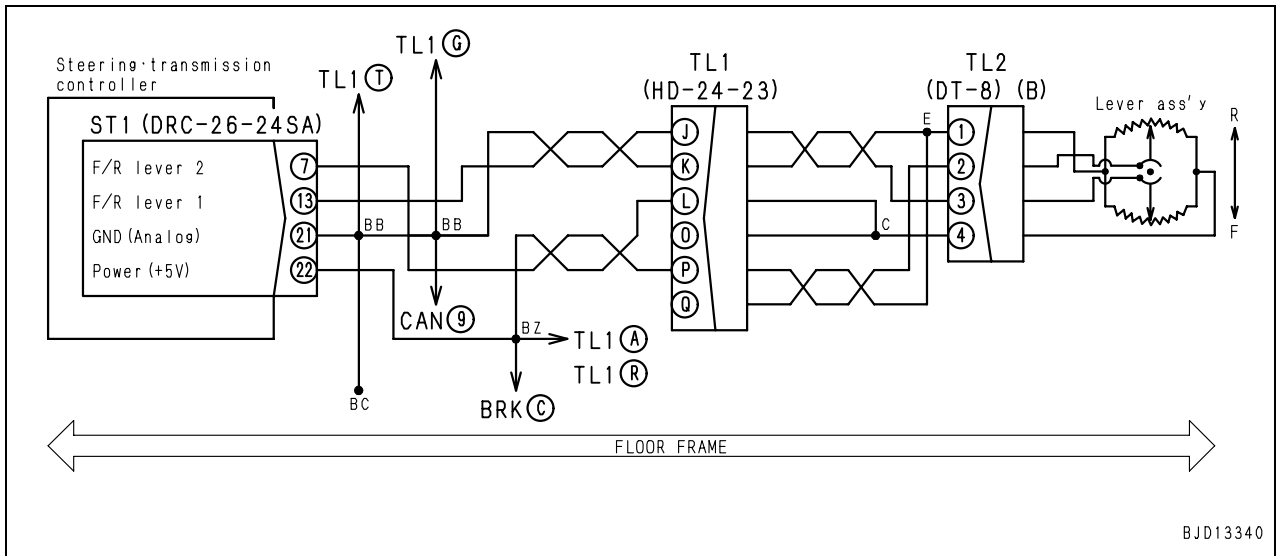 Steering·transmission
controller
ST1 (DRC-26-24SA)
F/R lever 2
7
F/R lever 1
13
GND (Analog)
21
Power (+5V)
22
TL1 T
TL1 G
BB
BB
CAN 9
BC
BZ
TL1 A
TL1 R
BRK C
TL1
(HD-24-23)
J
K
L
O
P
Q
E
C
TL2
(DT-8) (B)
1
2
3
4
Lever ass'y
R
F
FLOOR FRAME
BJD13340